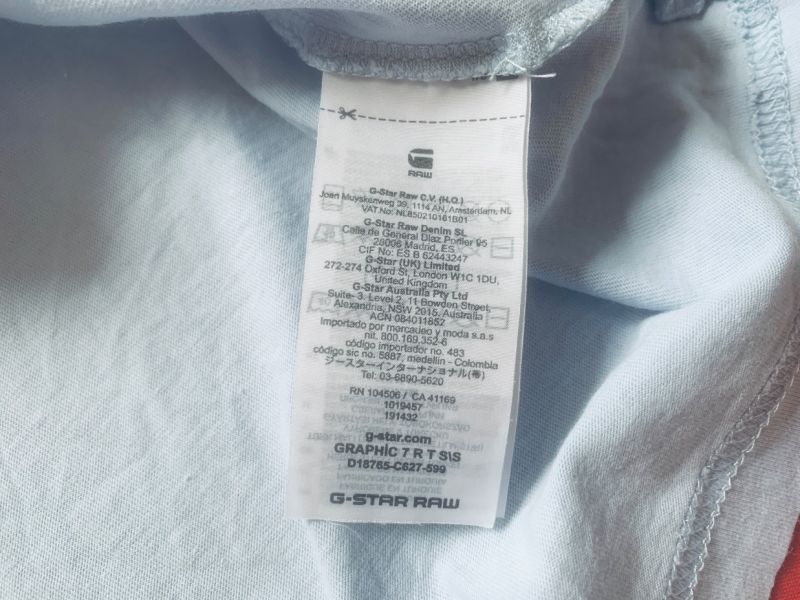 RAW
G-Star Raw C.V. (H.Q.)
Joan Muyskenweg 39, 1114 AN, Amsterdam, NL
VAT No: NL850210161B01
G-Star Raw Denim SL
Calle de General Diaz Porlier 95
28006 Madrid, ES
CIF No: ES B 62443247
G-Star (UK) Limited
272-274 Oxford St, London W1C 1DU,
United Kingdom
G-Star Australia Pty Ltd
Suite- 3. Level 2, 11 Bowden Street,
Alexandria, NSW 2015, Australia
ACN 084011852
Importado por mercadeo y moda s.a.s
nit. 800.169.352-6
código importador no. 483
código sic no. 5887, medellin - Colombia
ジースターインターナショナル(株)
Tel: 03-6890-5620
RN 104506 / CA 41169
1019457
191432
g-star.com
GRAPHİC 7 R T S\S
D18765-C627-599
G-STAR RAW